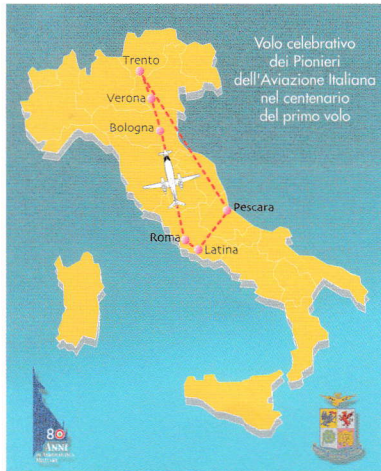 Volo celebrativo
dei Pionieri
dell'Aviazione Italiana
nel centenario
del primo volo
Trento
Verona
Bologna
Pescara
Roma
Latina
80
ANNI